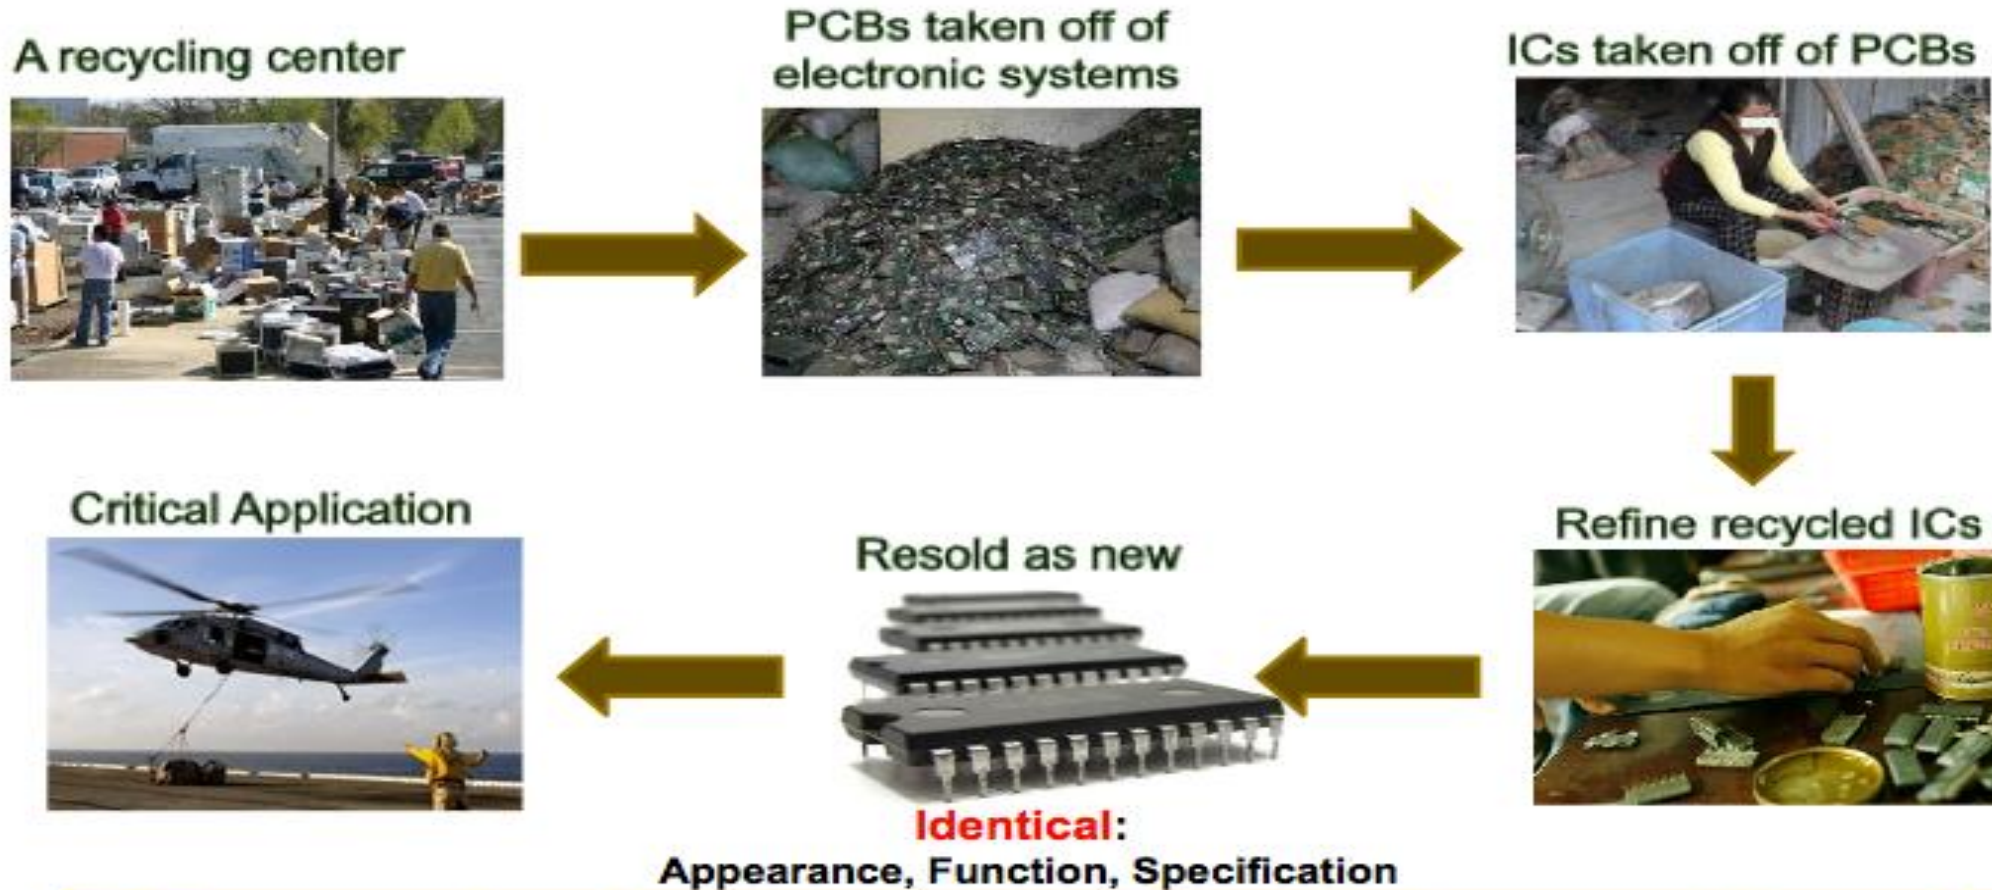 A recycling center
PCBs taken off of
electronic systems
ICs taken off of PCBs
Refine recycled ICs
Resold as new
Identical:
Appearance, Function, Specification
Critical Application